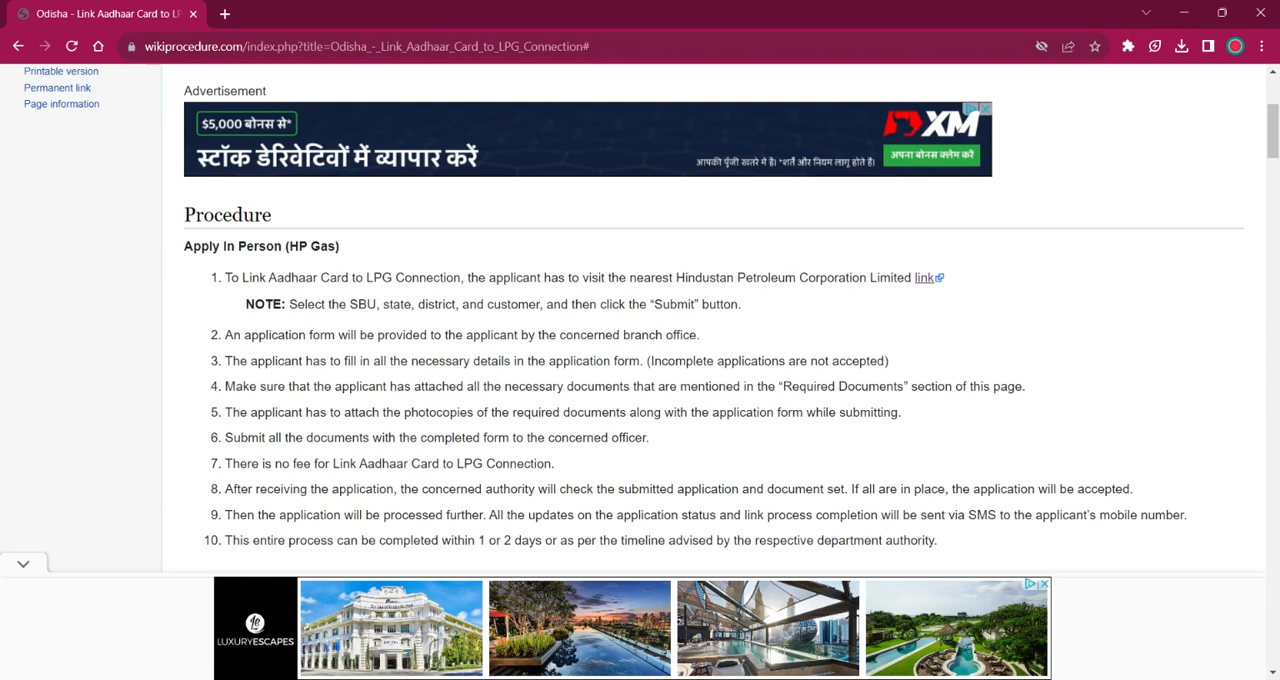 Odisha - Link Aadhaar Card to LP
wikiprocedure.com/index.php?title=Odisha_-_Link_Aadhaar_Card_to_LPG_Connection#
Printable version
Permanent link
Page information
Advertisement
$5,000 बोनस से*
स्टॉक डेरिवेटिवों में व्यापार करें
आपकी पूँजी खतरे में है। *शर्तें और नियम लागू होते हैं।
XM
अपना बोनस क्लेम करें
Procedure
Apply In Person (HP Gas)
1. To Link Aadhaar Card to LPG Connection, the applicant has to visit the nearest Hindustan Petroleum Corporation Limited link
NOTE: Select the SBU, state, district, and customer, and then click the “Submit” button.
2. An application form will be provided to the applicant by the concerned branch office.
3. The applicant has to fill in all the necessary details in the application form. (Incomplete applications are not accepted)
4. Make sure that the applicant has attached all the necessary documents that are mentioned in the “Required Documents” section of this page.
5. The applicant has to attach the photocopies of the required documents along with the application form while submitting.
6. Submit all the documents with the completed form to the concerned officer.
7. There is no fee for Link Aadhaar Card to LPG Connection.
8. After receiving the application, the concerned authority will check the submitted application and document set. If all are in place, the application will be accepted.
9. Then the application will be processed further. All the updates on the application status and link process completion will be sent via SMS to the applicant’s mobile number.
10. This entire process can be completed within 1 or 2 days or as per the timeline advised by the respective department authority.
LUXURYESCAPES